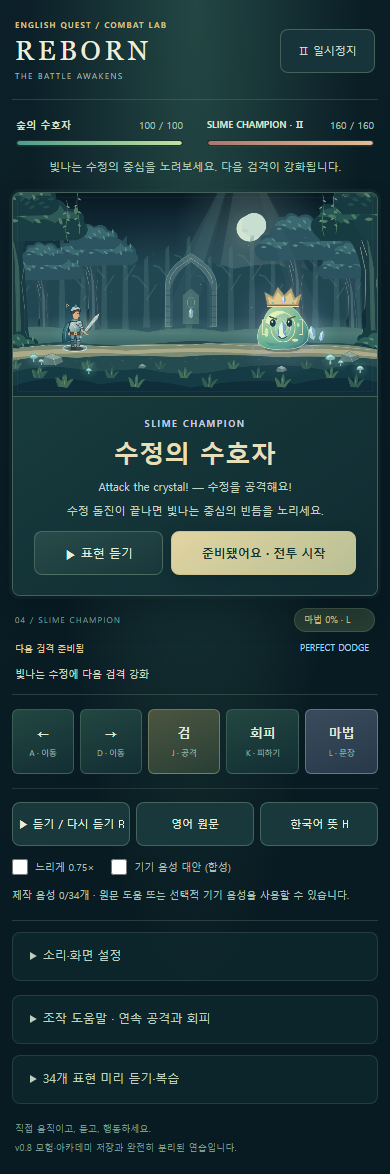 ENGLISH QUEST / COMBAT LAB
REBORN
THE BATTLE AWAKENS
Ⅱ 일시정지
숲의 수호자 100 / 100
SLIME CHAMPION · Ⅱ 160 / 160
빛나는 수정의 중심을 노려보세요. 다음 검격이 강화됩니다.
SLIME CHAMPION
수정의 수호자
Attack the crystal! — 수정을 공격해요!
수정 돌진이 끝나면 빛나는 중심의 빈틈을 노리세요.
▶ 표현 듣기
준비됐어요 · 전투 시작
04 / SLIME CHAMPION
마법 0% · L
다음 검격 준비됨
PERFECT DODGE
빛나는 수정에 다음 검격 강화
←
A · 이동
→
D · 이동
검
J · 공격
회피
K · 피하기
마법
L · 문장
▶ 듣기 / 다시 듣기 R
영어 원문
한국어 뜻 H
느리게 0.75×
기기 음성 대안 (합성)
제작 음성 0/34개 · 원문 도움 또는 선택적 기기 음성을 사용할 수 있습니다.
▶ 소리·화면 설정
▶ 조작 도움말 · 연속 공격과 회피
▶ 34개 표현 미리 듣기·복습
직접 움직이고, 듣고, 행동하세요.
v0.8 모험·아카데미 저장과 완전히 분리된 연습입니다.